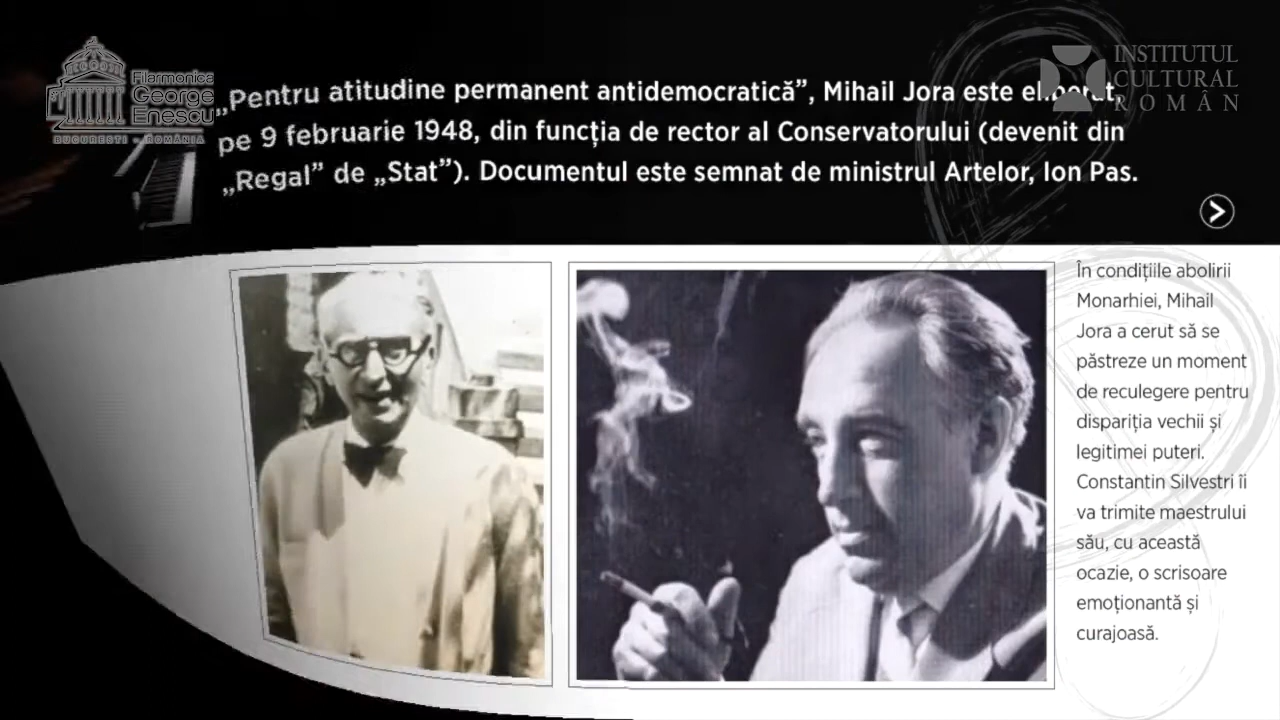 Filarmonica
George
Enescu
BUCUREȘTI - ROMÂNIA
INSTITUTUL
CULTURAL
ROMÂN
„Pentru atitudine permanent antidemocratică”, Mihail Jora este eliberat,
pe 9 februarie 1948, din funcția de rector al Conservatorului (devenit din
„Regal” de „Stat”). Documentul este semnat de ministrul Artelor, Ion Pas.
În condițiile abolirii
Monarhiei, Mihail
Jora a cerut să se
păstreze un moment
de reculegere pentru
dispariția vechii și
legitimei puteri.
Constantin Silvestri îi
va trimite maestrului
său, cu această
ocazie, o scrisoare
emoționantă și
curajoasă.